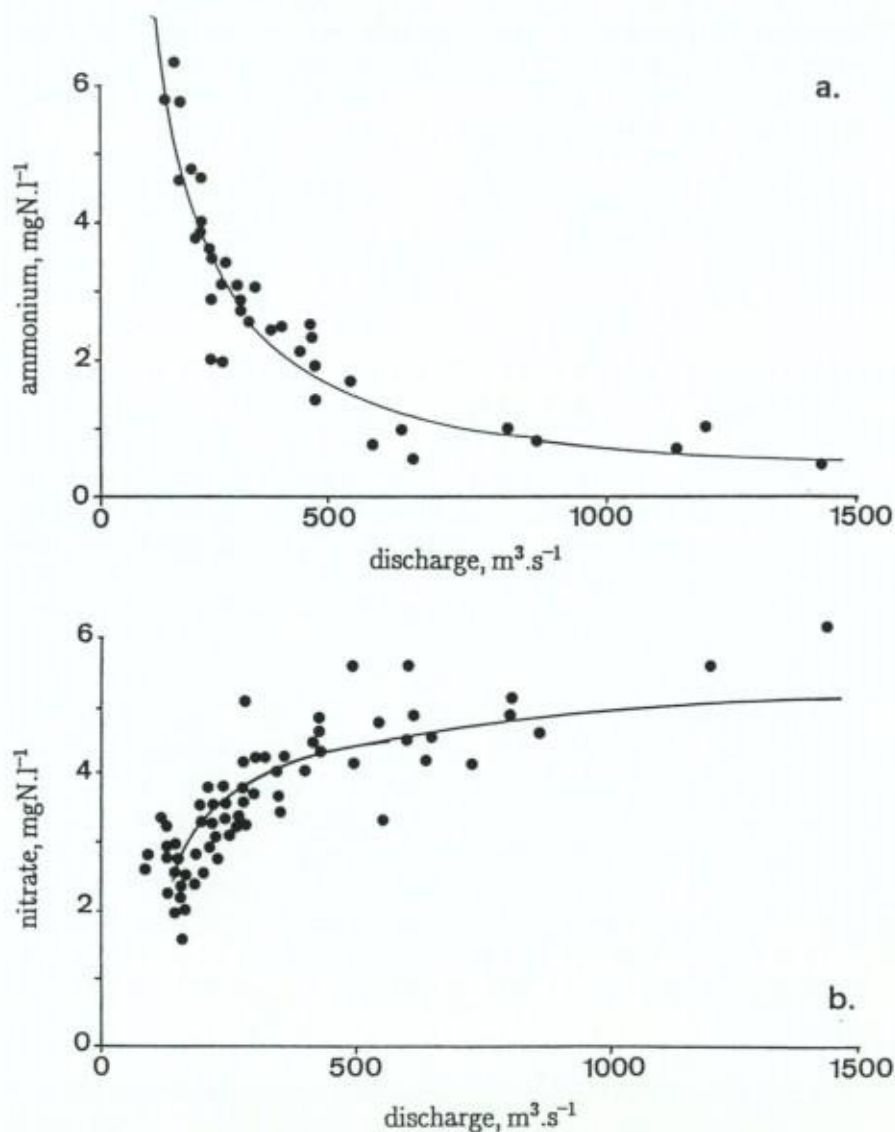 a.
6
4
2
0
ammonium, mgN.l⁻¹
0 500 1000 1500
discharge, m³.s⁻¹
b.
6
4
2
0
nitrate, mgN.l⁻¹
0 500 1000 1500
discharge, m³.s⁻¹